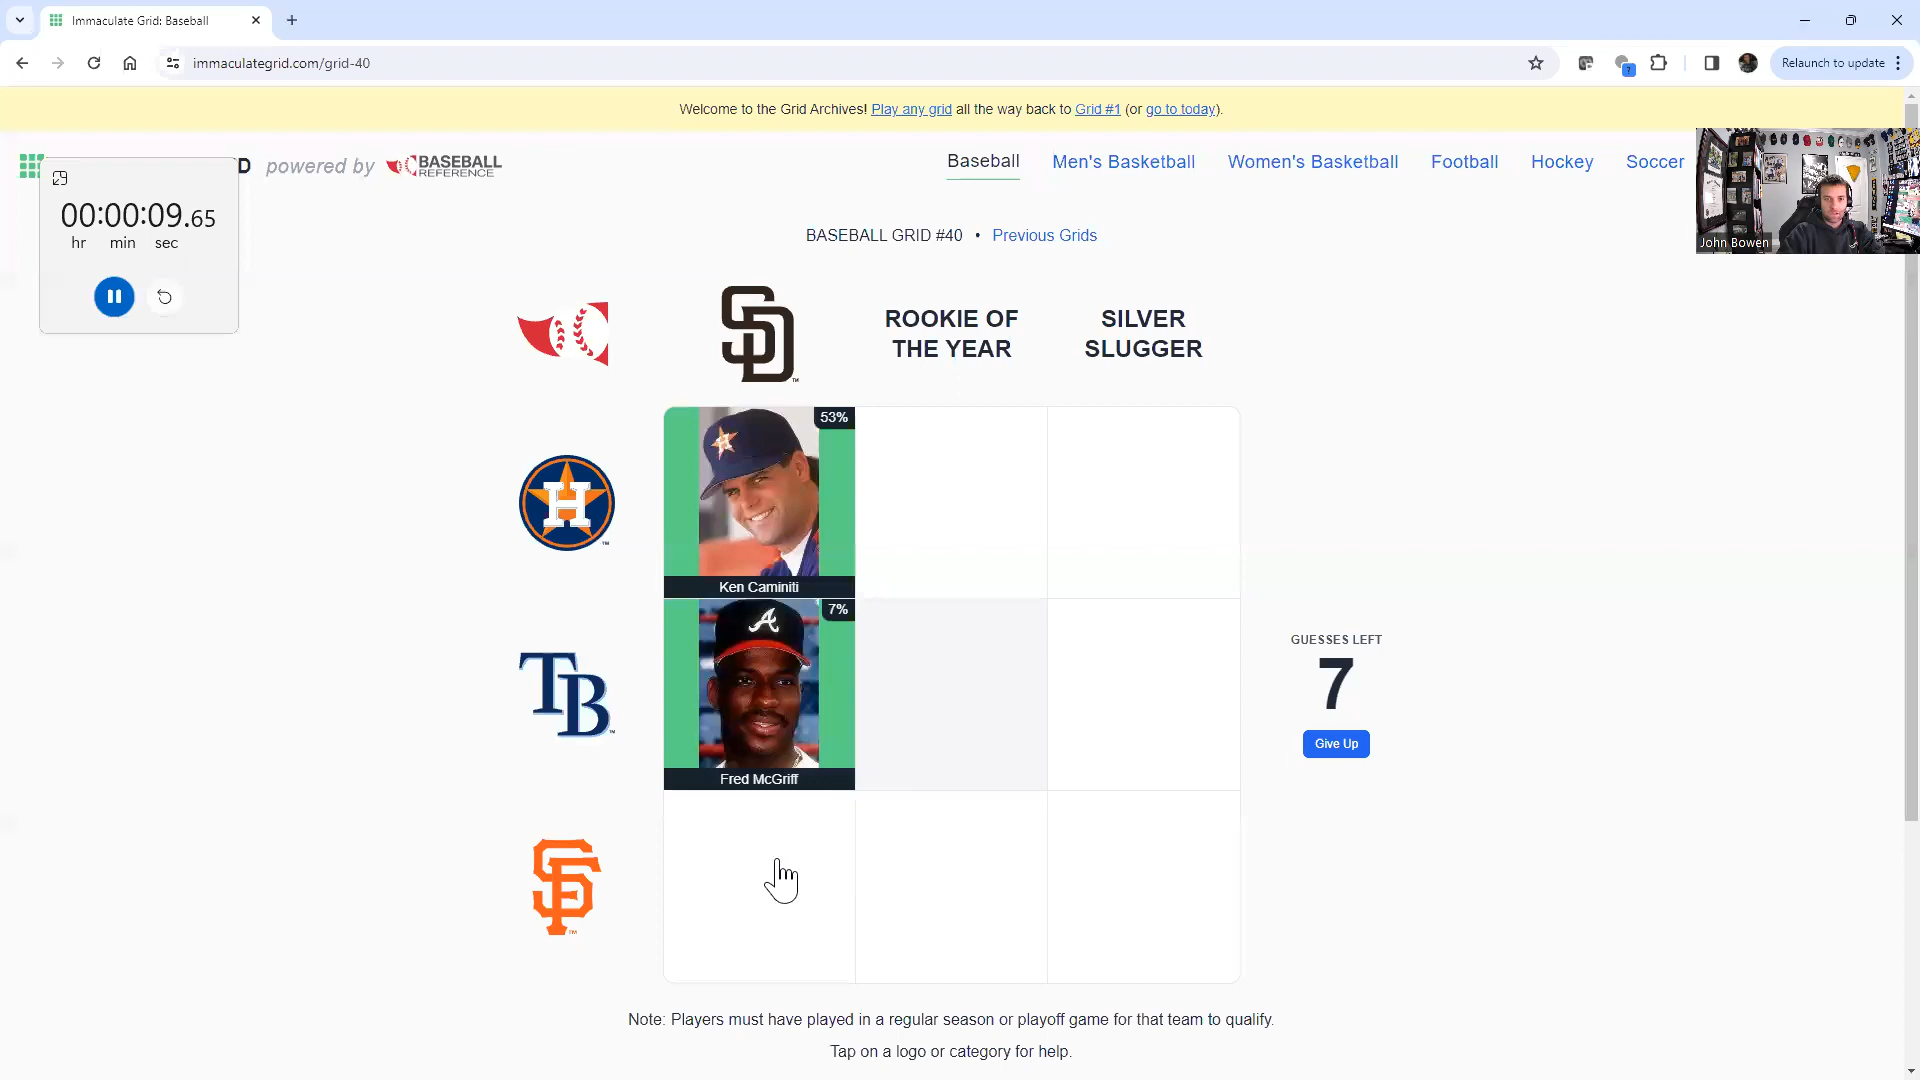 Immaculate Grid: Baseball
immaculategrid.com/grid-40
7
Relaunch to update
Welcome to the Grid Archives! Play any grid all the way back to Grid #1 (or go to today).
D powered by BASEBALL REFERENCE
Baseball
Men's Basketball
Women's Basketball
Football
Hockey
Soccer
John Bowen
00:00:09.65
hr min sec
BASEBALL GRID #40 • Previous Grids
SD
ROOKIE OF
THE YEAR
SILVER
SLUGGER
H
53%
Ken Caminiti
TB
A
7%
Fred McGriff
GUESSES LEFT
7
Give Up
SF
Note: Players must have played in a regular season or playoff game for that team to qualify.
Tap on a logo or category for help.